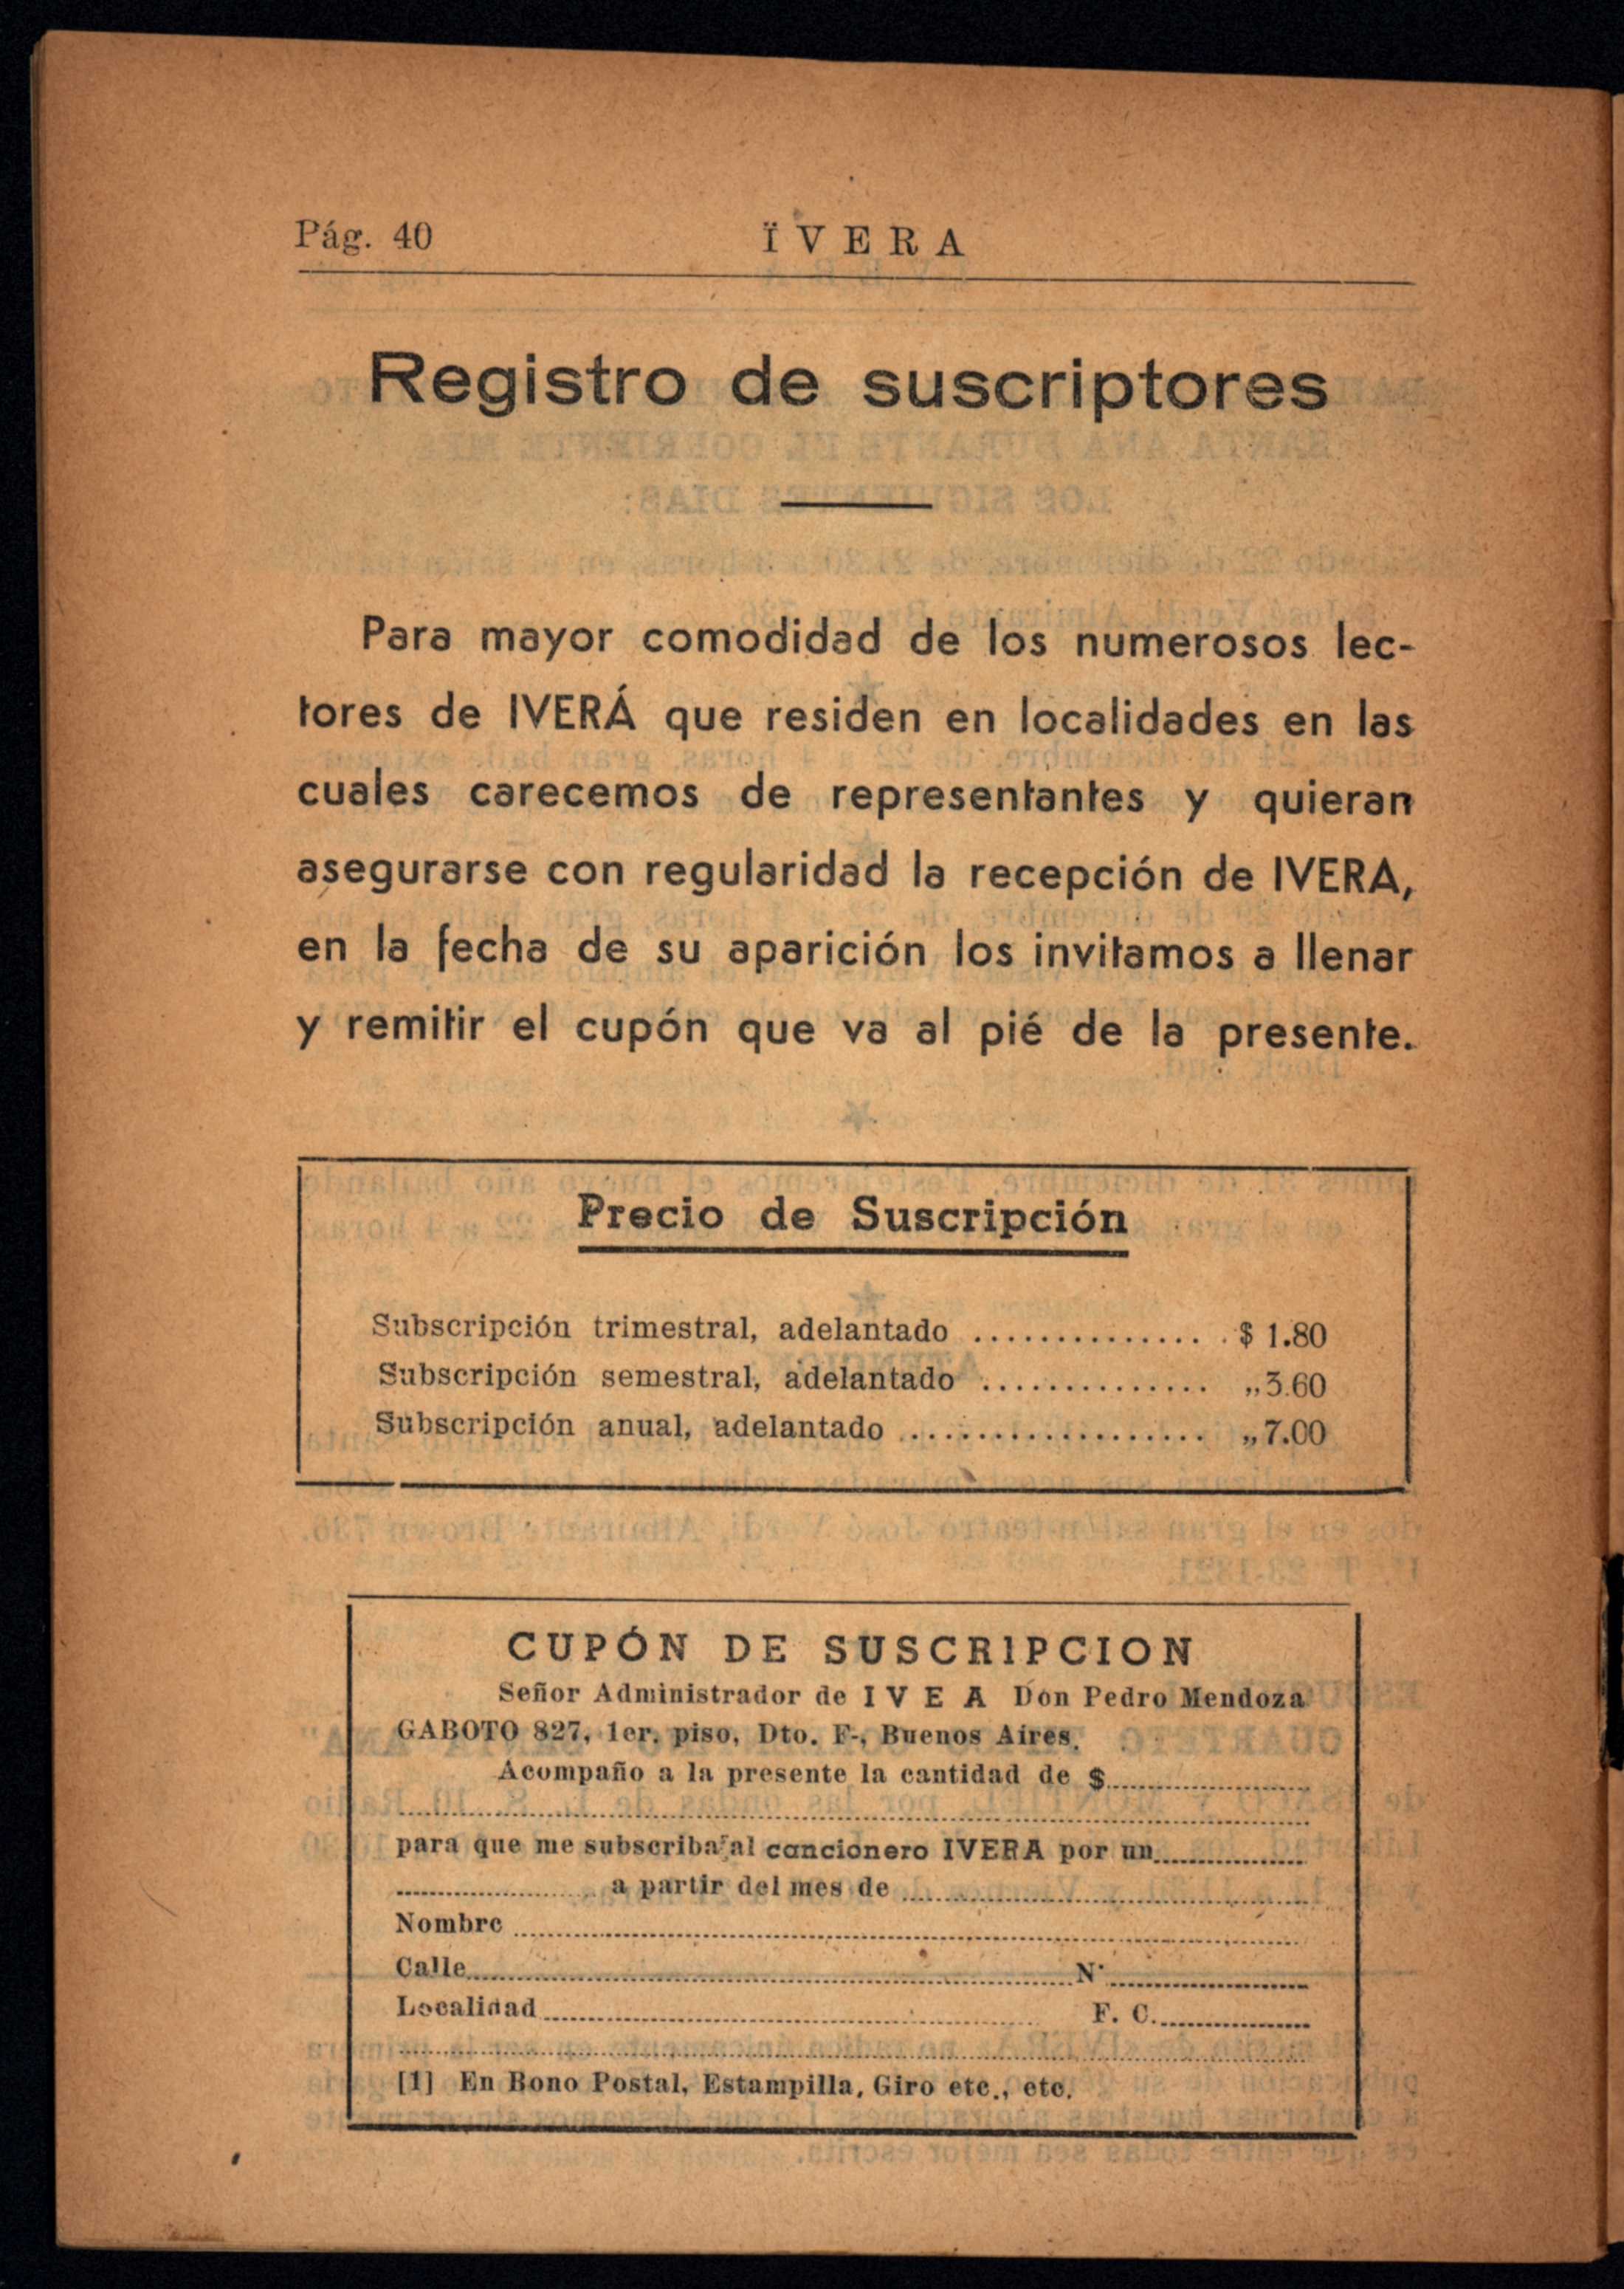 Pág. 40
ÏVERA
Registro de suscriptores
Para mayor comodidad de los numerosos lec-
tores de IVERÁ que residen en localidades en las
cuales carecemos de representantes y quieran
asegurarse con regularidad la recepción de IVERA,
en la fecha de su aparición los invitamos a llenar
y remitir el cupón que va al pié de la presente.
Precio de Suscripción
Subscripción trimestral, adelantado ............... $ 1.80
Subscripción semestral, adelantado .............. „3.60
Subscripción anual, adelantado ................... „7.00
CUPÓN DE SUSCRIPCION
Señor Administrador de I V E A Don Pedro Mendoza
GABOTO 827, 1er. piso, Dto. F-, Buenos Aires.
Acompaño a la presente la cantidad de $..............
para que me subscriba al cancionero IVERA por un..............
.............. a partir del mes de ..............
Nombre ..............
Calle..............N°..............
Localidad.............. F. C...............
[1] En Bono Postal, Estampilla, Giro etc., etc.